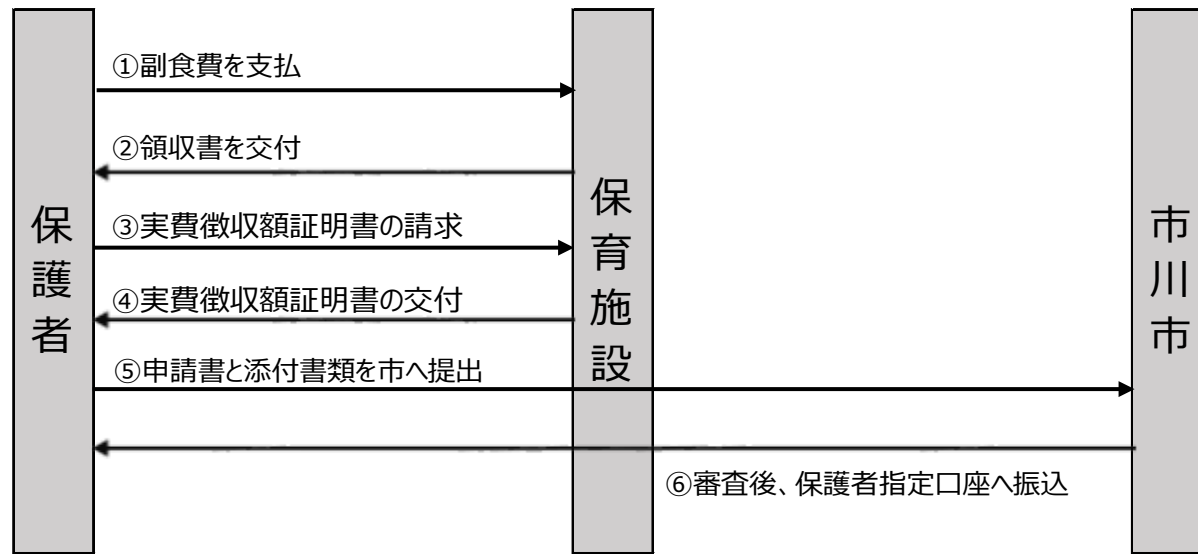 ①副食費を支払
②領収書を交付
③実費徴収額証明書の請求
④実費徴収額証明書の交付
⑤申請書と添付書類を市へ提出
⑥審査後、保護者指定口座へ振込
保護者
保育施設
市川市